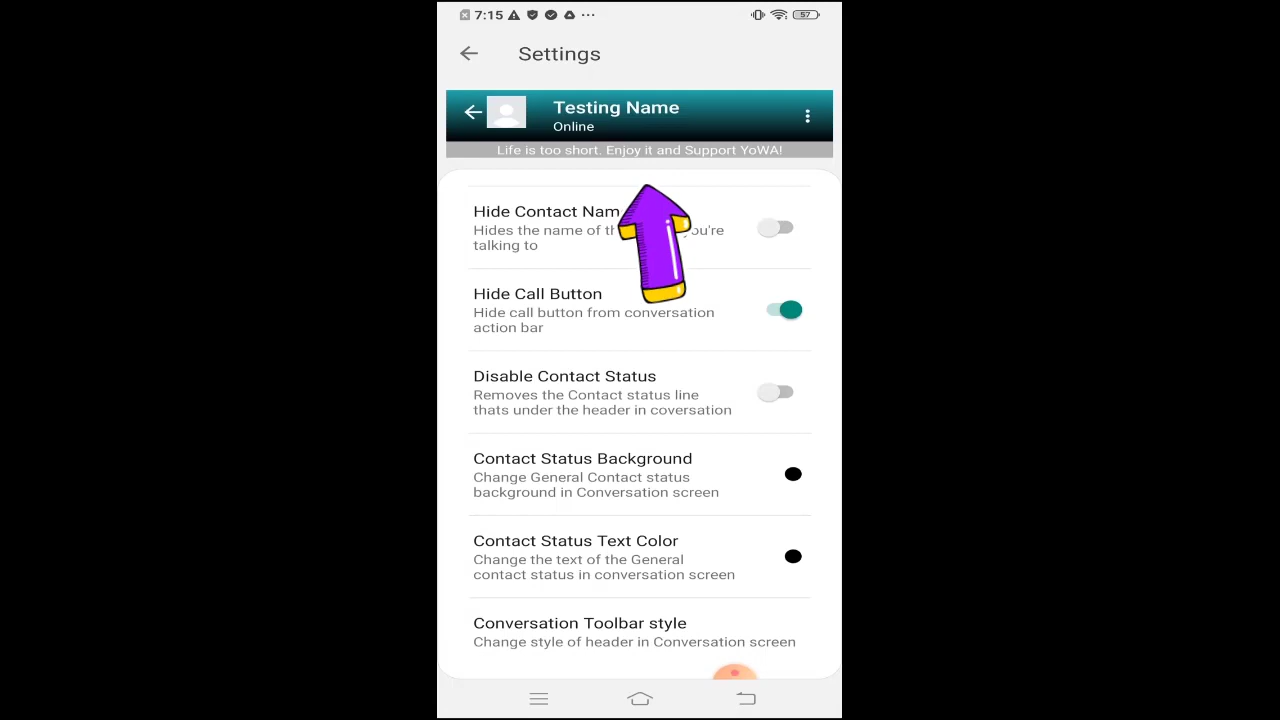 7:15
57
Settings
Testing Name
Online
Life is too short. Enjoy it and Support YoWA!
Hide Contact Nam
Hides the name of th ou're
talking to
Hide Call Button
Hide call button from conversation
action bar
Disable Contact Status
Removes the Contact status line
thats under the header in coversation
Contact Status Background
Change General Contact status
background in Conversation screen
Contact Status Text Color
Change the text of the General
contact status in conversation screen
Conversation Toolbar style
Change style of header in Conversation screen